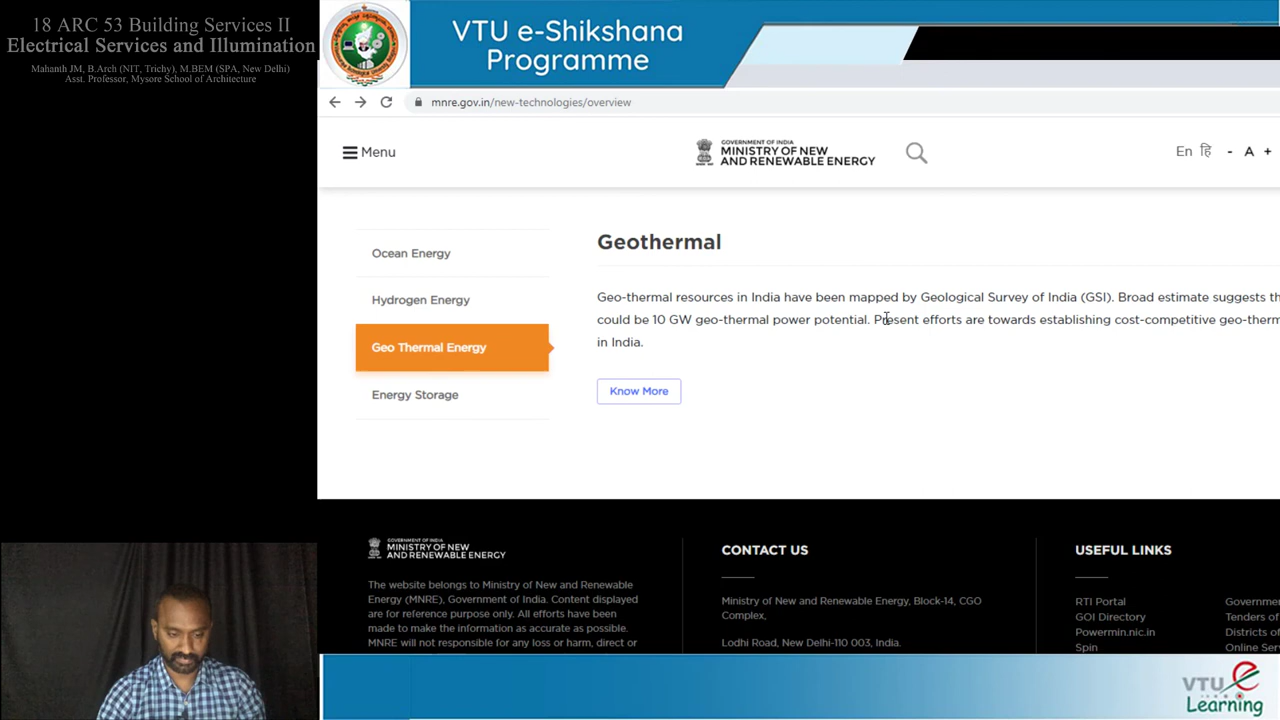 18 ARC 53 Building Services II
Electrical Services and Illumination
Mahanth JM, B.Arch (NIT, Trichy), M.BEM (SPA, New Delhi)
Asst. Professor, Mysore School of Architecture
VTU e-Shikshana
Programme
mnre.gov.in/new-technologies/overview
Menu
GOVERNMENT OF INDIA
MINISTRY OF NEW
AND RENEWABLE ENERGY
En हि - A +
Ocean Energy
Hydrogen Energy
Geo Thermal Energy
Energy Storage
Geothermal
Geo-thermal resources in India have been mapped by Geological Survey of India (GSI). Broad estimate suggests th
could be 10 GW geo-thermal power potential. Present efforts are towards establishing cost-competitive geo-therm
in India.
Know More
GOVERNMENT OF INDIA
MINISTRY OF NEW
AND RENEWABLE ENERGY
The website belongs to Ministry of New and Renewable
Energy (MNRE), Government of India. Content displayed
are for reference purpose only. All efforts have been
made to make the information as accurate as possible.
MNRE will not responsible for any loss or harm, direct or
CONTACT US
Ministry of New and Renewable Energy, Block-14, CGO
Complex,
Lodhi Road, New Delhi-110 003, India.
USEFUL LINKS
RTI Portal
GOI Directory
Powermin.nic.in
Spin
Governme
Tenders of
Districts of
Online Ser
VTU e
Learning